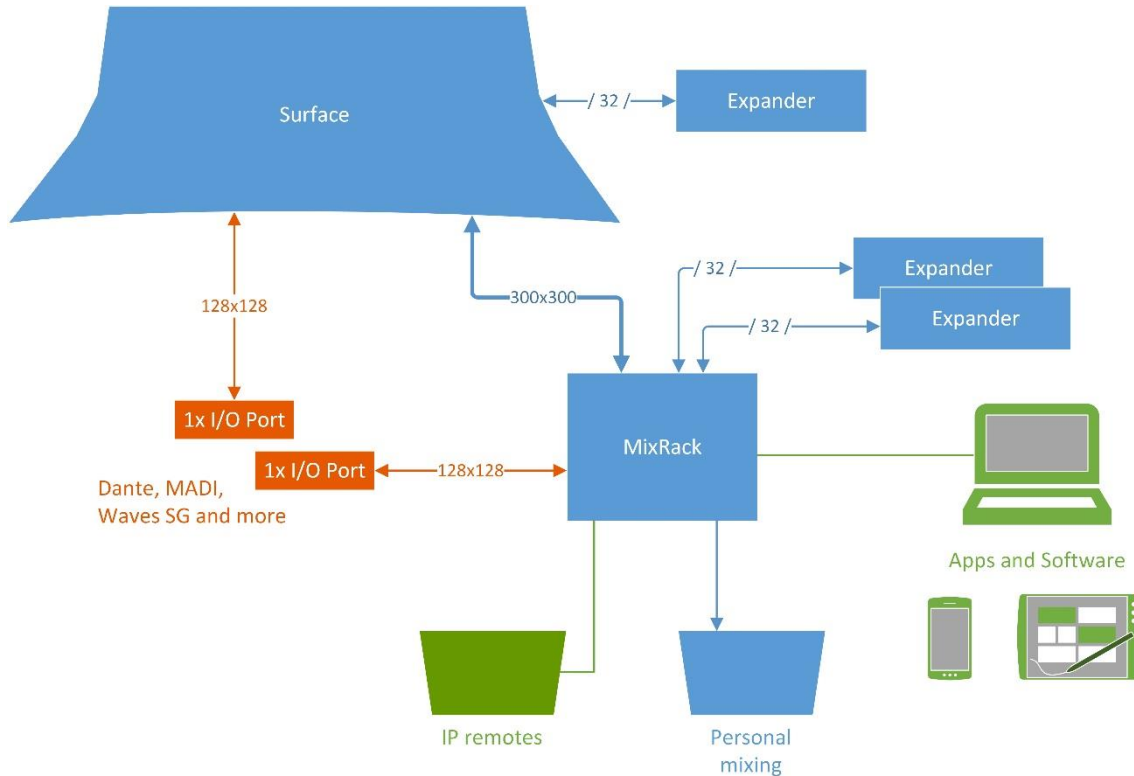 Surface
/ 32 /
Expander
/ 32 /
Expander
128x128
300x300
/ 32 /
Expander
1x I/O Port
MixRack
1x I/O Port
128x128
Dante, MADI,
Waves SG and more
Apps and Software
IP remotes
Personal
mixing